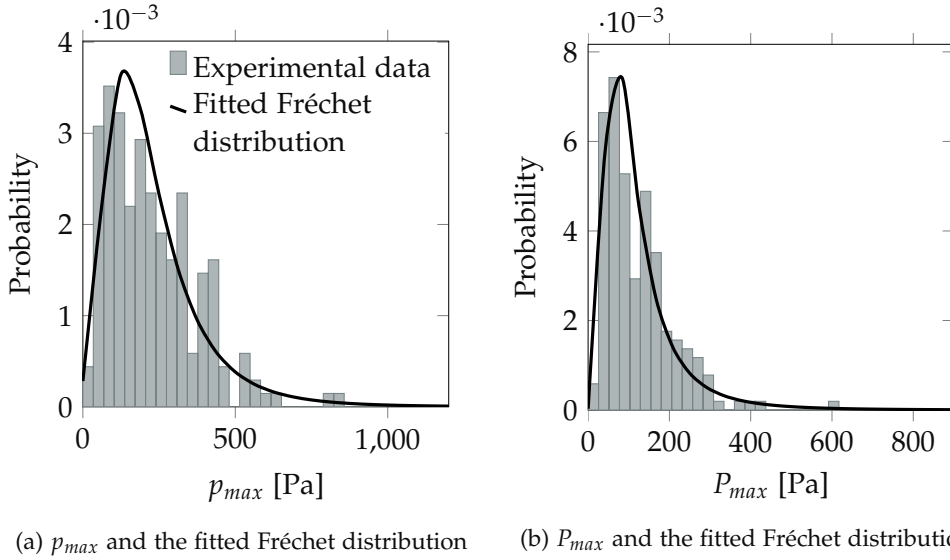 ·10⁻³
4
3
2
1
0
Probability
Experimental data
Fitted Fréchet
distribution
0 500 1,000
p_max [Pa]
(a) p_max and the fitted Fréchet distribution
·10⁻³
8
6
4
2
0
Probability
0 200 400 600 800
P_max [Pa]
(b) P_max and the fitted Fréchet distributi